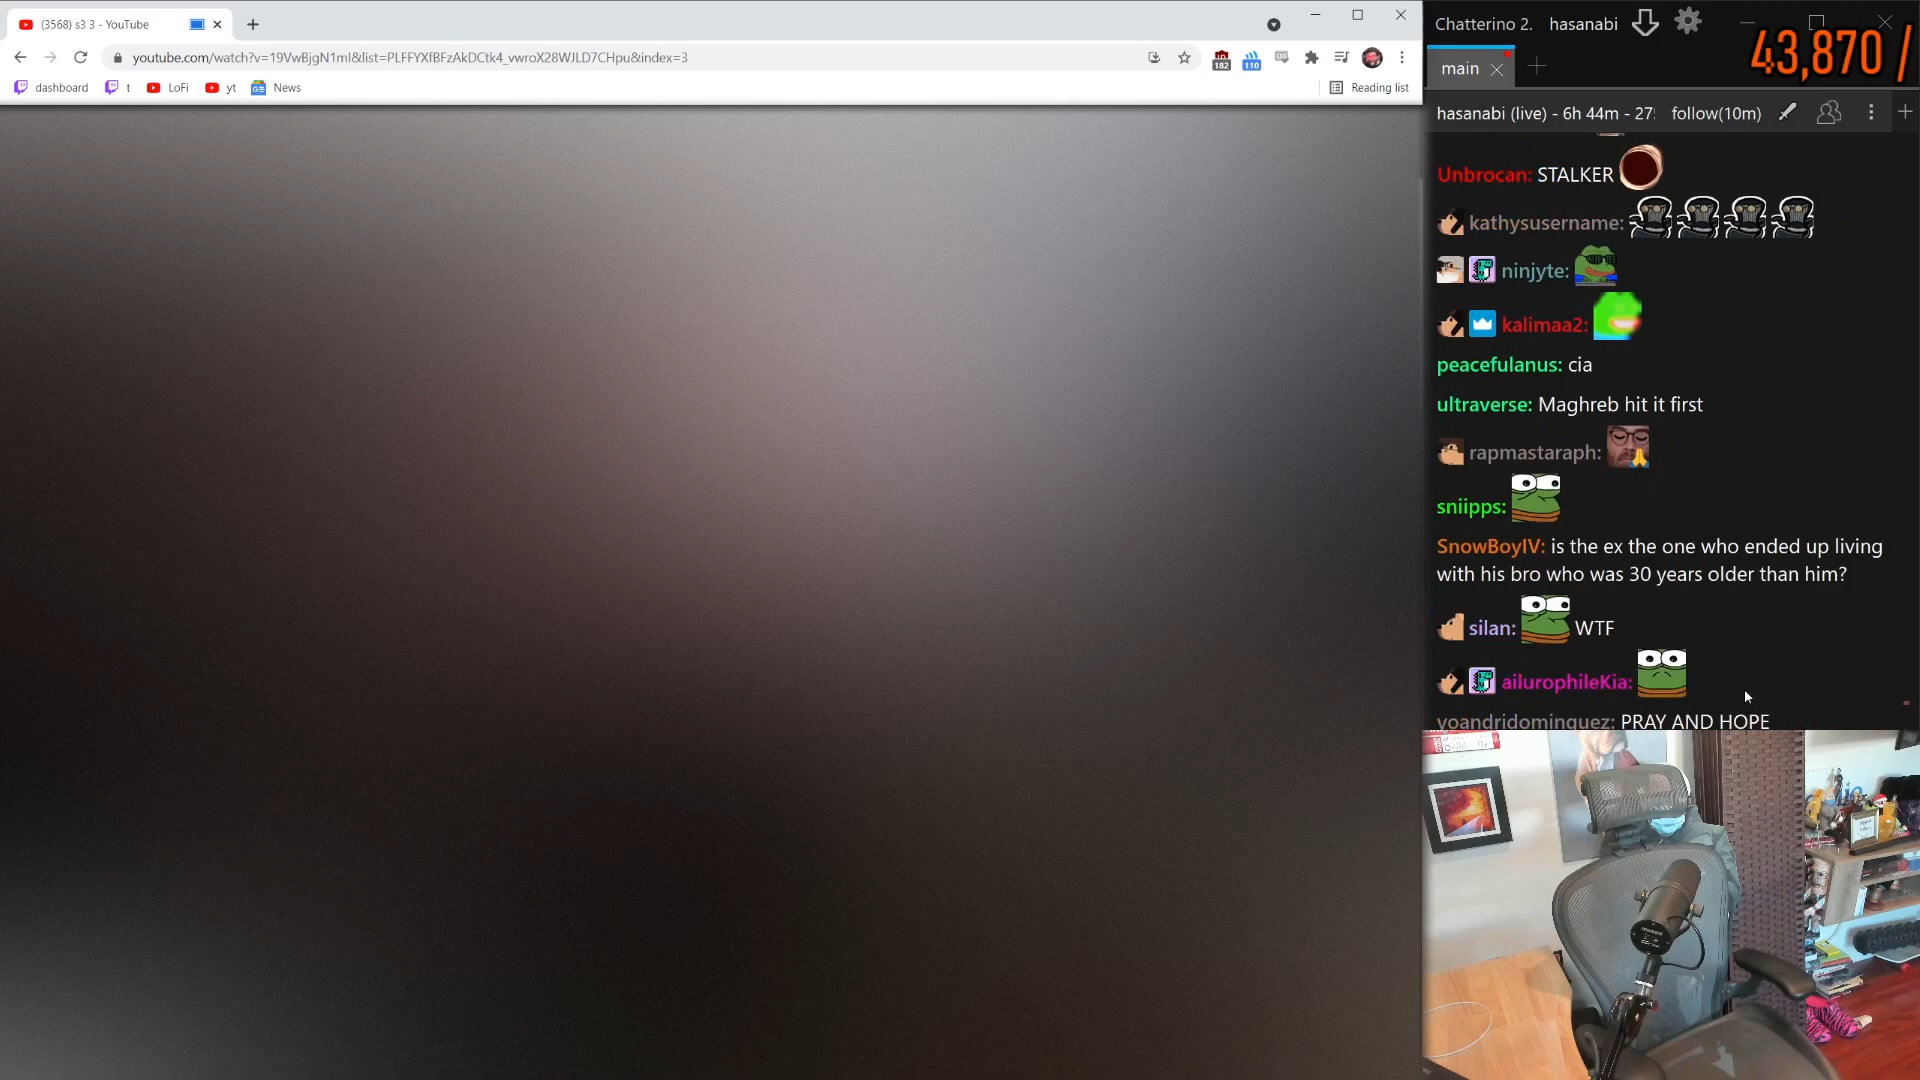 (3568) s3 3 - YouTube
youtube.com/watch?v=19VwBjgN1mI&list=PLFFYXfBFzAkDCtk4_vwroX28WJLD7CHpu&index=3
182
110
dashboard
t
LoFi
yt
News
Reading list
Chatterino 2.
hasanabi
43,870 /
main
hasanabi (live) - 6h 44m - 27
follow(10m)
Unbrocan: STALKER
kathysusername:
ninjyte:
kalimaa2:
peacefulanus: cia
ultraverse: Maghreb hit it first
rapmastaraph:
sniipps:
SnowBoyIV: is the ex the one who ended up living
with his bro who was 30 years older than him?
silan: WTF
ailurophileKia:
yoandridominguez: PRAY AND HOPE